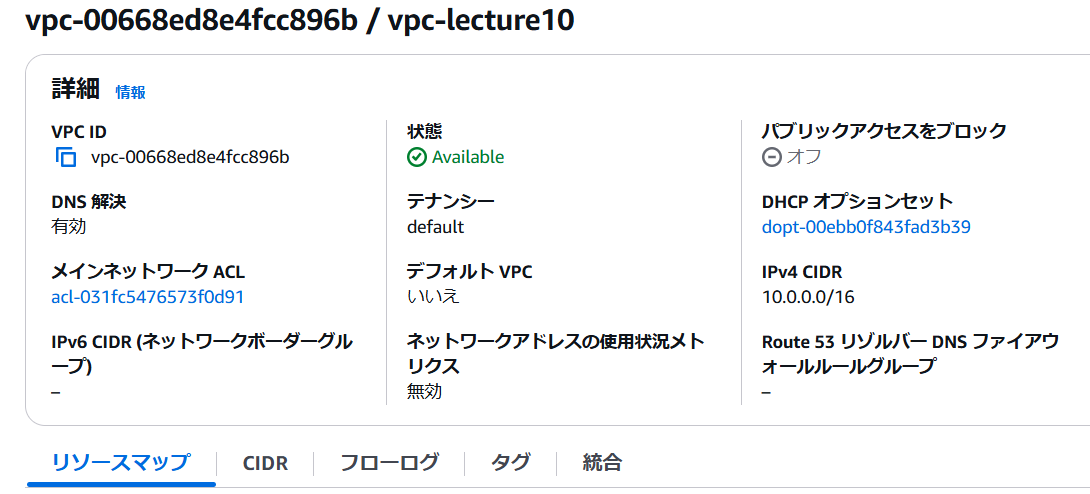 vpc-00668ed8e4fcc896b / vpc-lecture10
詳細 情報
VPC ID
vpc-00668ed8e4fcc896b
状態
Available
パブリックアクセスをブロック
オフ
DNS 解決
有効
テナンシー
default
DHCP オプションセット
dopt-00ebb0f843fad3b39
メインネットワーク ACL
acl-031fc5476573f0d91
デフォルト VPC
いいえ
IPv4 CIDR
10.0.0.0/16
IPv6 CIDR (ネットワークボーダーグル
ープ)
–
ネットワークアドレスの使用状況メト
リクス
無効
Route 53 リゾルバー DNS ファイアウ
ォールルールグループ
–
リソースマップ
CIDR
フローログ
タグ
統合